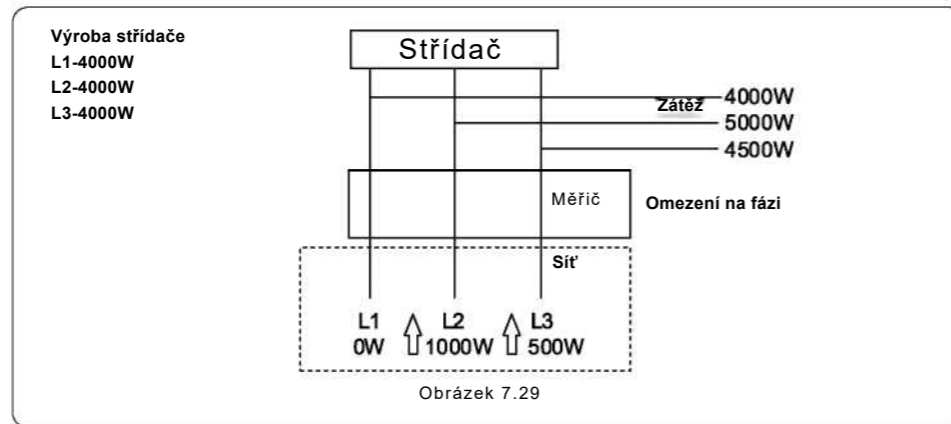 Výroba střídače
L1-4000W
L2-4000W
L3-4000W
Střídač
Zátěž
4000W
5000W
4500W
Měřič
Omezení na fázi
Síť
L1 L2 L3
0W 1000W 500W
Obrázek 7.29